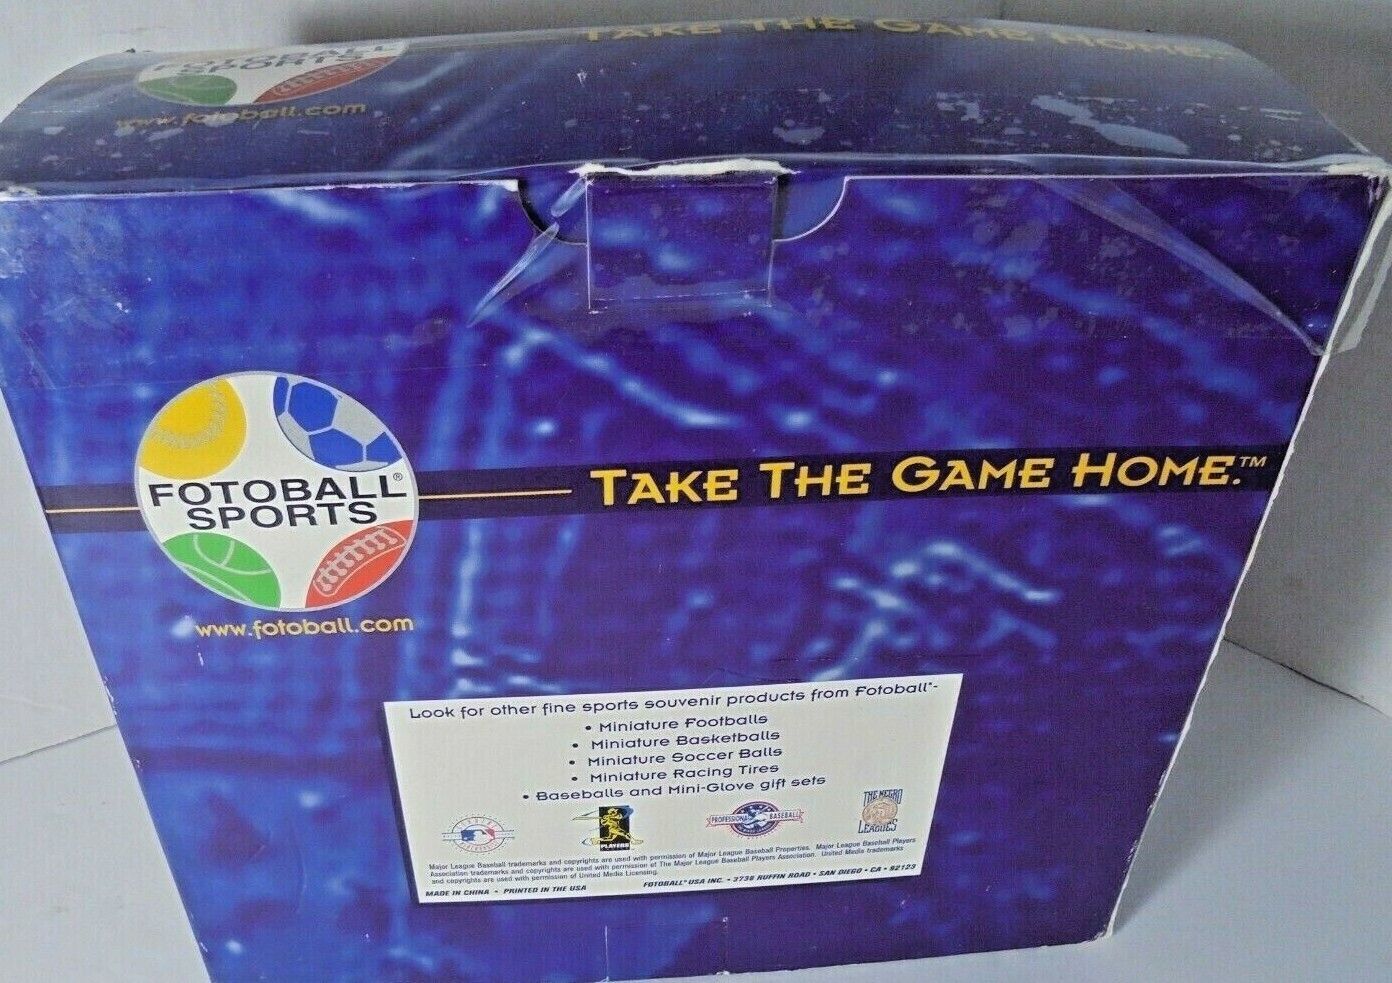 FOTOBALL
SPORTS
www.fotoball.com
TAKE THE GAME HOME.
FOTOBALL®
SPORTS
TAKE THE GAME HOME.™
www.fotoball.com
Look for other fine sports souvenir products from Fotoball®-
• Miniature Footballs
• Miniature Basketballs
• Miniature Soccer Balls
• Miniature Racing Tires
• Baseballs and Mini-Glove gift sets
PLAYERS
PROFESSIONAL BASEBALL
THE NEGRO
LEAGUES
Major League Baseball trademarks and copyrights are used with permission of Major League Baseball Properties. Major League Baseball Players
Association trademarks and copyrights are used with permission of The Major League Baseball Players Association. United Media trademarks
and copyrights are used with permission of United Media Licensing.
MADE IN CHINA • PRINTED IN THE USA
FOTOBALL® USA INC. • 3738 RUFFIN ROAD • SAN DIEGO • CA • 92123